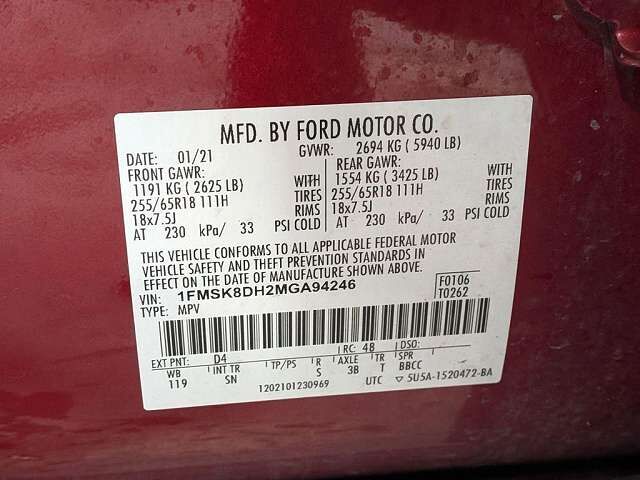 MFD. BY FORD MOTOR CO.
DATE: 01/21 GVWR: 2694 KG ( 5940 LB)
FRONT GAWR: REAR GAWR:
1191 KG ( 2625 LB) WITH 1554 KG ( 3425 LB) WITH
255/65R18 111H TIRES 255/65R18 111H TIRES
18x7.5J RIMS 18x7.5J RIMS
AT 230 kPa/ 33 PSI COLD AT 230 kPa/ 33 PSI COLD
THIS VEHICLE CONFORMS TO ALL APPLICABLE FEDERAL MOTOR
VEHICLE SAFETY AND THEFT PREVENTION STANDARDS IN
EFFECT ON THE DATE OF MANUFACTURE SHOWN ABOVE.
VIN: 1FMSK8DH2MGA94246 F0106
TYPE: MPV T0262
EXT PNT: D4 RC: 48 DSO:
WB INT TR TP/PS R AXLE TR SPR
119 SN S 3B T BBCC
1202101230969 UTC ▽ 5U5A-1520472-BA